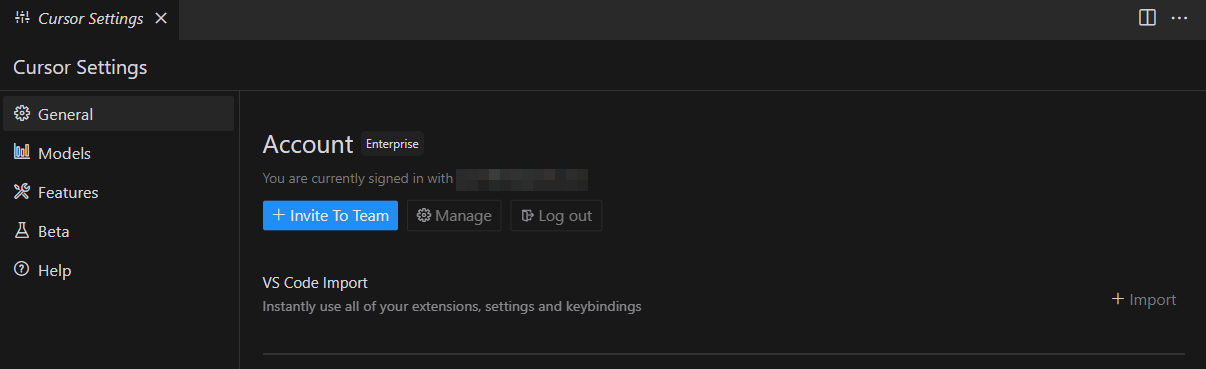 Cursor Settings
Cursor Settings
General
Models
Features
Beta
Help
Account Enterprise
You are currently signed in with
+ Invite To Team Manage Log out
VS Code Import
Instantly use all of your extensions, settings and keybindings
+ Import